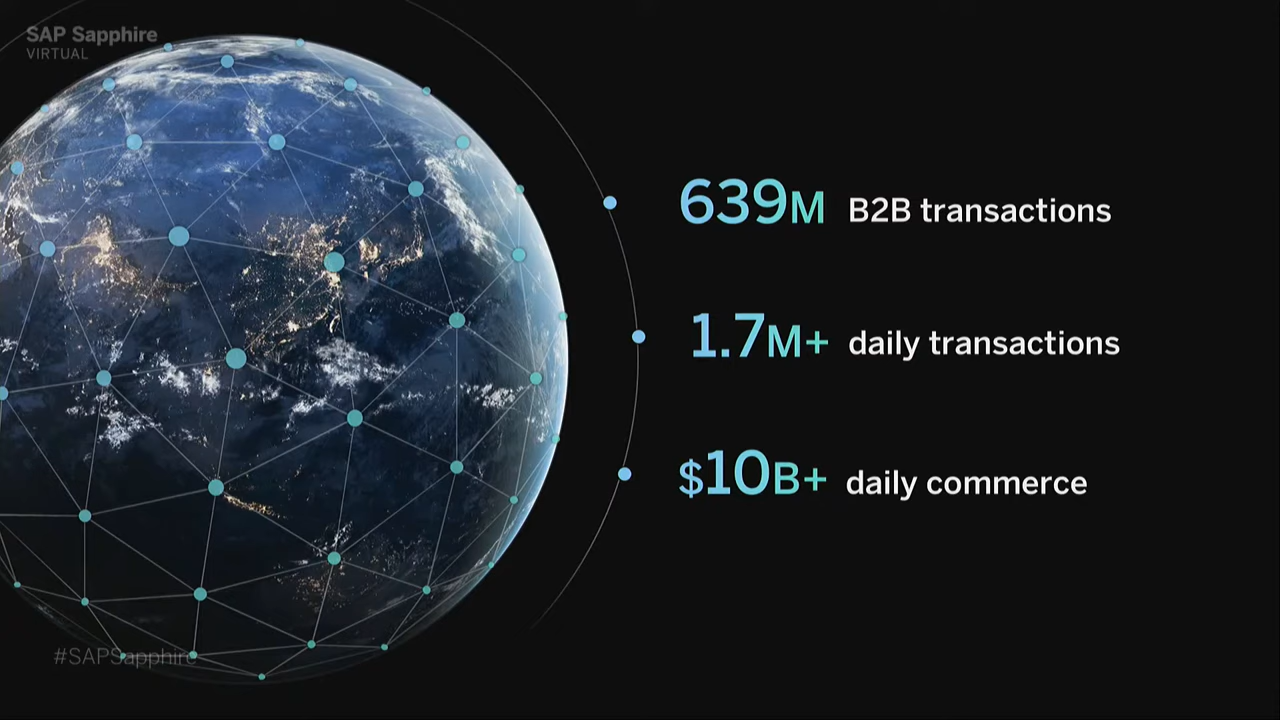 SAP Sapphire
VIRTUAL
639M B2B transactions
1.7M+ daily transactions
$10B+ daily commerce
#SAPSapphire